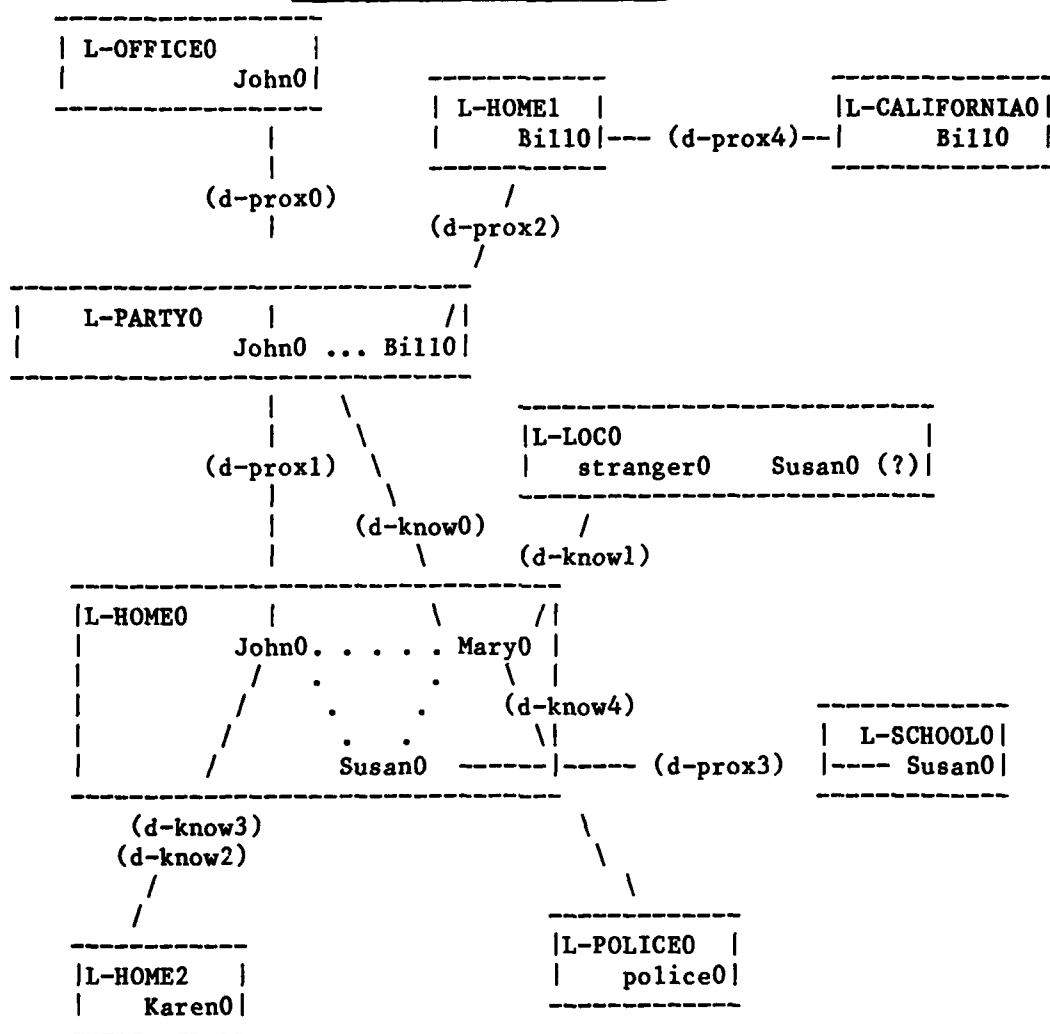 L-OFFICE0
John0
L-HOME1
Bill0
(d-prox4)
L-CALIFORNIA0
Bill0
(d-prox0)
(d-prox2)
L-PARTY0
John0 ... Bill0
L-LOC0
stranger0 Susan0 (?)
(d-prox1)
(d-know0)
(d-know1)
L-HOME0
John0. . . . . Mary0
(d-know4)
L-SCHOOL0
Susan0
(d-prox3)
Susan0
(d-know3)
(d-know2)
L-POLICE0
police0
L-HOME2
Karen0